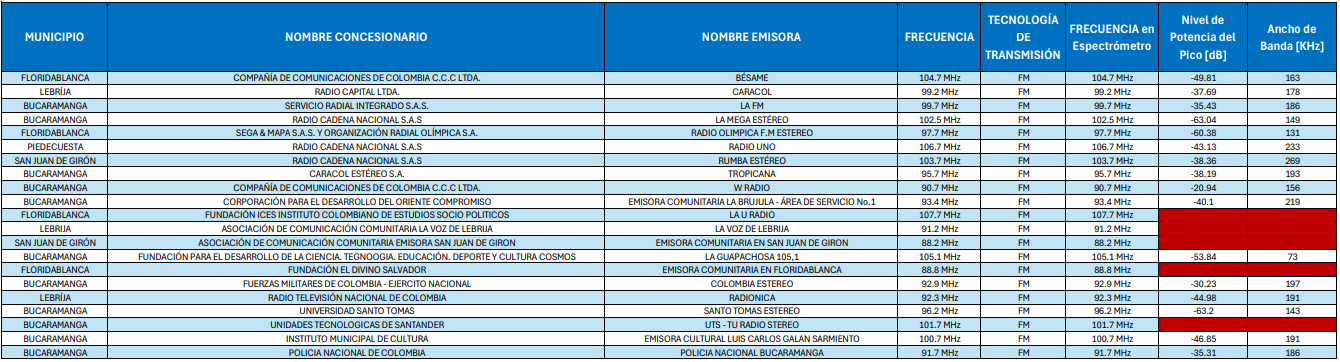 MUNICIPIO NOMBRE CONCESIONARIO NOMBRE EMISORA FRECUENCIA TECNOLOGÍA DE TRANSMISIÓN FRECUENCIA en Espectrómetro Nivel de Potencia del Pico [dB] Ancho de Banda [KHz]
FLORIDABLANCA COMPAÑÍA DE COMUNICACIONES DE COLOMBIA C.C.C LTDA. BÉSAME 104.7 MHz FM 104.7 MHz -49.81 163
LEBRÍJA RADIO CAPITAL LTDA. CARACOL 99.2 MHz FM 99.2 MHz -37.69 178
BUCARAMANGA SERVICIO RADIAL INTEGRADO S.A.S. LA FM 99.7 MHz FM 99.7 MHz -35.43 186
BUCARAMANGA RADIO CADENA NACIONAL S.A.S LA MEGA ESTÉREO 102.5 MHz FM 102.5 MHz -63.04 149
FLORIDABLANCA SEGA & MAPA S.A.S. Y ORGANIZACIÓN RADIAL OLÍMPICA S.A. RADIO OLIMPICA F.M ESTEREO 97.7 MHz FM 97.7 MHz -60.38 131
PIEDECUESTA RADIO CADENA NACIONAL S.A.S RADIO UNO 106.7 MHz FM 106.7 MHz -43.13 233
SAN JUAN DE GIRÓN RADIO CADENA NACIONAL S.A.S RUMBA ESTÉREO 103.7 MHz FM 103.7 MHz -38.36 269
BUCARAMANGA CARACOL ESTÉREO S.A. TROPICANA 95.7 MHz FM 95.7 MHz -38.19 193
BUCARAMANGA COMPAÑÍA DE COMUNICACIONES DE COLOMBIA C.C.C LTDA. W RADIO 90.7 MHz FM 90.7 MHz -20.94 156
BUCARAMANGA CORPORACIÓN PARA EL DESARROLLO DEL ORIENTE COMPROMISO EMISORA COMUNITARIA LA BRUJULA - ÁREA DE SERVICIO No.1 93.4 MHz FM 93.4 MHz -40.1 219
FLORIDABLANCA FUNDACIÓN ICES INSTITUTO COLOMBIANO DE ESTUDIOS SOCIO POLITICOS LA U RADIO 107.7 MHz FM 107.7 MHz
LEBRIJA ASOCIACIÓN DE COMUNICACIÓN COMUNITARIA LA VOZ DE LEBRIJA LA VOZ DE LEBRIJA 91.2 MHz FM 91.2 MHz
SAN JUAN DE GIRÓN ASOCIACIÓN DE COMUNICACIÓN COMUNITARIA EMISORA SAN JUAN DE GIRON EMISORA COMUNITARIA EN SAN JUAN DE GIRON 88.2 MHz FM 88.2 MHz
BUCARAMANGA FUNDACIÓN PARA EL DESARROLLO DE LA CIENCIA. TEGNOOGIA. EDUCACIÓN. DEPORTE Y CULTURA COSMOS LA GUAPACHOSA 105,1 105.1 MHz FM 105.1 MHz -53.84 73
FLORIDABLANCA FUNDACIÓN EL DIVINO SALVADOR EMISORA COMUNITARIA EN FLORIDABLANCA 88.8 MHz FM 88.8 MHz
BUCARAMANGA FUERZAS MILITARES DE COLOMBIA - EJERCITO NACIONAL COLOMBIA ESTEREO 92.9 MHz FM 92.9 MHz -30.23 197
LEBRÍJA RADIO TELEVISIÓN NACIONAL DE COLOMBIA RADIONICA 92.3 MHz FM 92.3 MHz -44.98 191
BUCARAMANGA UNIVERSIDAD SANTO TOMAS SANTO TOMAS ESTEREO 96.2 MHz FM 96.2 MHz -63.2 143
BUCARAMANGA UNIDADES TECNOLOGICAS DE SANTANDER UTS - TU RADIO STEREO 101.7 MHz FM 101.7 MHz
BUCARAMANGA INSTITUTO MUNICIPAL DE CULTURA EMISORA CULTURAL LUIS CARLOS GALAN SARMIENTO 100.7 MHz FM 100.7 MHz -46.85 191
BUCARAMANGA POLICIA NACIONAL DE COLOMBIA POLICIA NACIONAL BUCARAMANGA 91.7 MHz FM 91.7 MHz -35.31 186